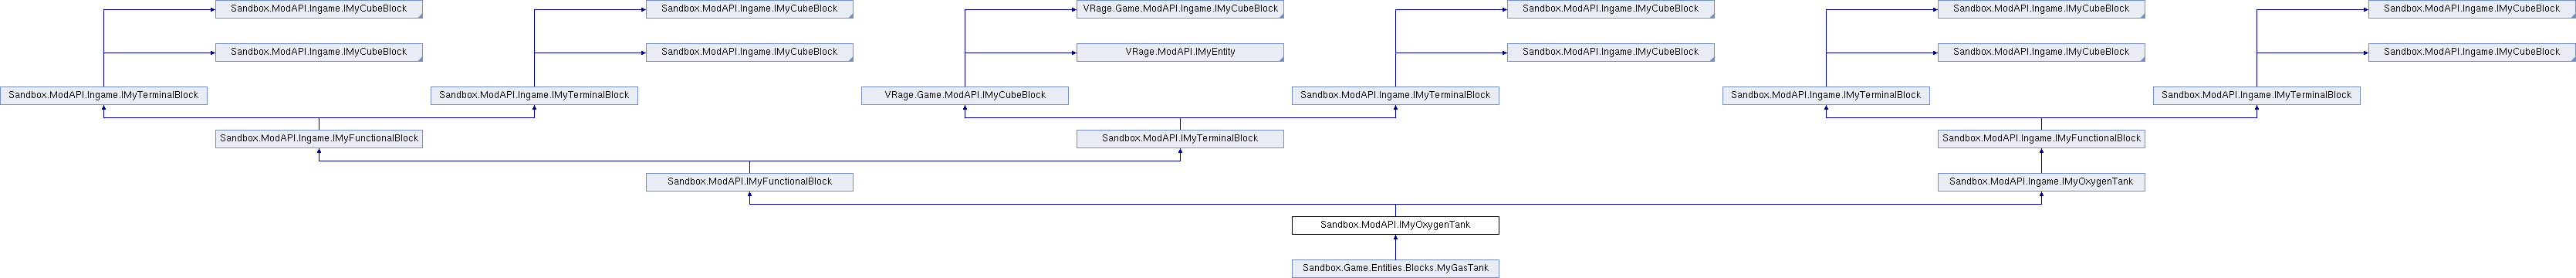 Sandbox.ModAPI.Ingame.IMyCubeBlock
Sandbox.ModAPI.Ingame.IMyCubeBlock
VRage.Game.ModAPI.Ingame.IMyCubeBlock
Sandbox.ModAPI.Ingame.IMyCubeBlock
Sandbox.ModAPI.Ingame.IMyCubeBlock
Sandbox.ModAPI.Ingame.IMyCubeBlock
Sandbox.ModAPI.Ingame.IMyCubeBlock
Sandbox.ModAPI.Ingame.IMyCubeBlock
VRage.ModAPI.IMyEntity
Sandbox.ModAPI.Ingame.IMyCubeBlock
Sandbox.ModAPI.Ingame.IMyCubeBlock
Sandbox.ModAPI.Ingame.IMyCubeBlock
Sandbox.ModAPI.Ingame.IMyTerminalBlock
Sandbox.ModAPI.Ingame.IMyTerminalBlock
VRage.Game.ModAPI.IMyCubeBlock
Sandbox.ModAPI.Ingame.IMyTerminalBlock
Sandbox.ModAPI.Ingame.IMyTerminalBlock
Sandbox.ModAPI.Ingame.IMyTerminalBlock
Sandbox.ModAPI.Ingame.IMyFunctionalBlock
Sandbox.ModAPI.IMyTerminalBlock
Sandbox.ModAPI.Ingame.IMyFunctionalBlock
Sandbox.ModAPI.IMyFunctionalBlock
Sandbox.ModAPI.Ingame.IMyOxygenTank
Sandbox.ModAPI.IMyOxygenTank
Sandbox.Game.Entities.Blocks.MyGasTank